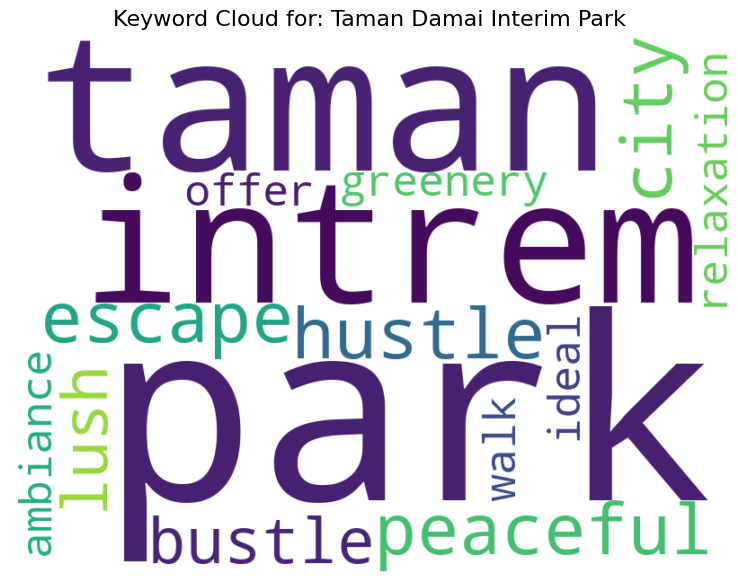 Keyword Cloud for: Taman Damai Interim Park
taman
city
relaxation
offer
greenery
intrem
escape
hustle
ideal
ambiance
lush
park
walk
bustle
peaceful